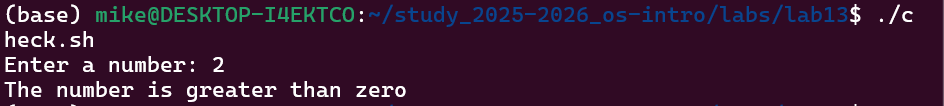 (base) mike@DESKTOP-I4EKTCO:~/study_2025-2026_os-intro/labs/lab13$ ./c
heck.sh
Enter a number: 2
The number is greater than zero